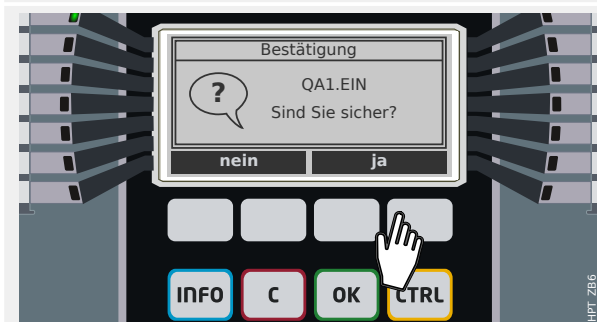 Bestätigung
?
QA1.EIN
Sind Sie sicher?
nein ja
INFO C OK CTRL
HPT_ZB6